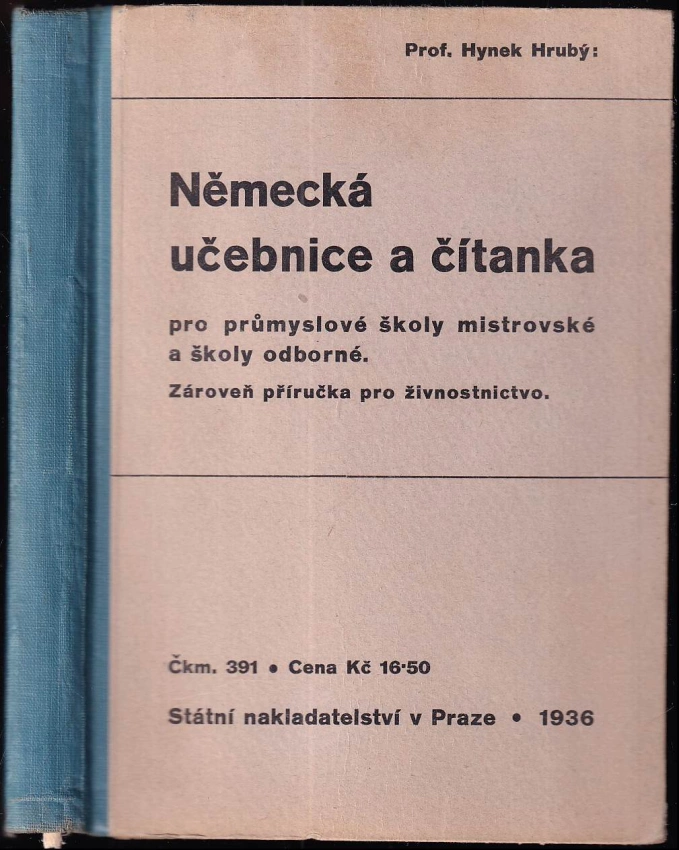 Prof. Hynek Hrubý:
Německá
učebnice a čítanka
pro průmyslové školy mistrovské
a školy odborné.
Zároveň příručka pro živnostnictvo.
Čkm. 391 • Cena Kč 16·50
Státní nakladatelství v Praze • 1936